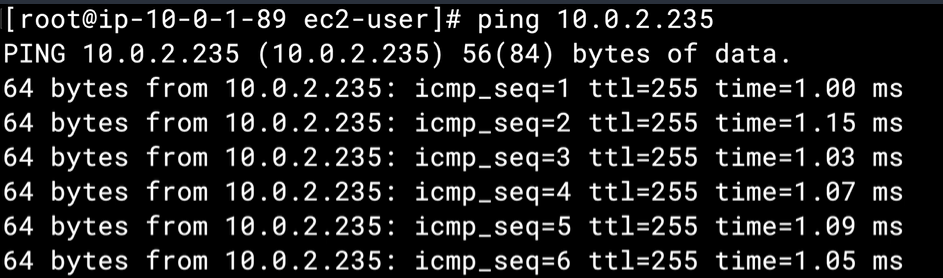 [root@ip-10-0-1-89 ec2-user]# ping 10.0.2.235
PING 10.0.2.235 (10.0.2.235) 56(84) bytes of data.
64 bytes from 10.0.2.235: icmp_seq=1 ttl=255 time=1.00 ms
64 bytes from 10.0.2.235: icmp_seq=2 ttl=255 time=1.15 ms
64 bytes from 10.0.2.235: icmp_seq=3 ttl=255 time=1.03 ms
64 bytes from 10.0.2.235: icmp_seq=4 ttl=255 time=1.07 ms
64 bytes from 10.0.2.235: icmp_seq=5 ttl=255 time=1.09 ms
64 bytes from 10.0.2.235: icmp_seq=6 ttl=255 time=1.05 ms